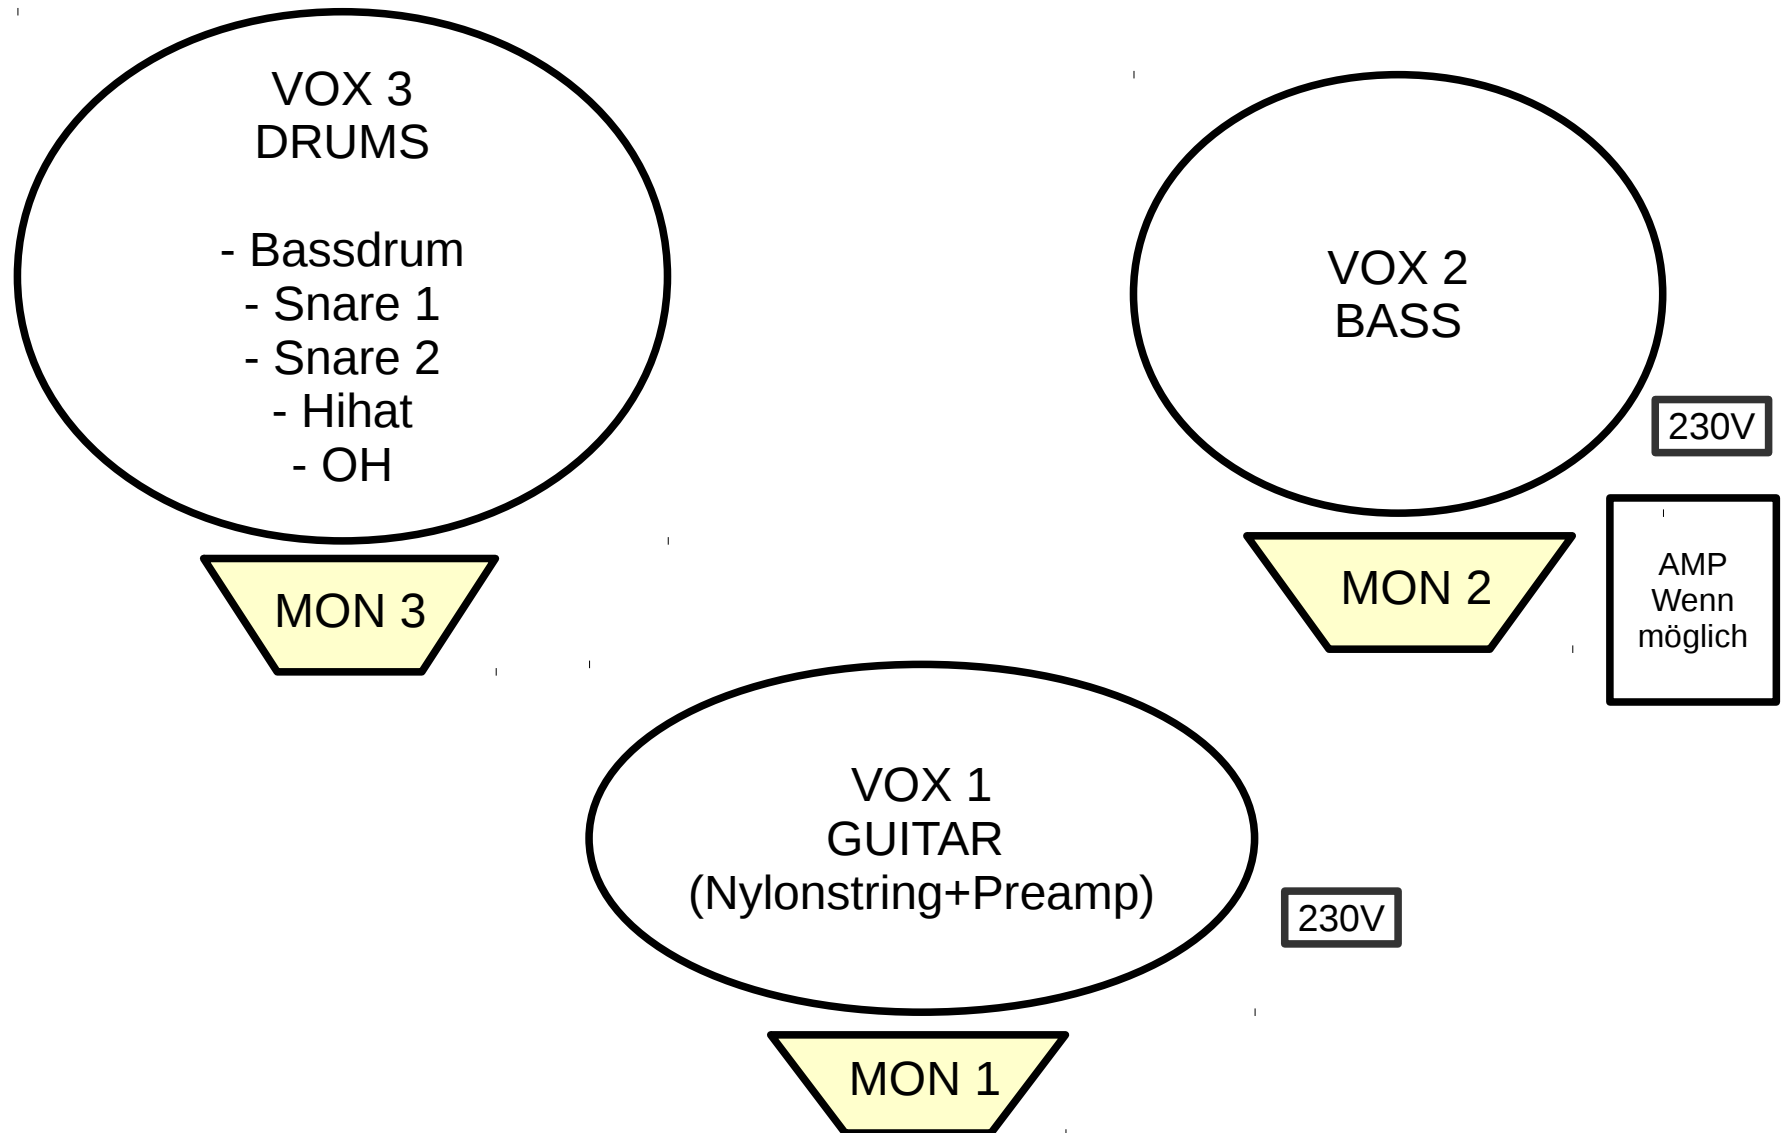 VOX 3
DRUMS
- Bassdrum
- Snare 1
- Snare 2
- Hihat
- OH
MON 3
VOX 2
BASS
230V
MON 2
AMP
Wenn
möglich
VOX 1
GUITAR
(Nylonstring+Preamp)
230V
MON 1